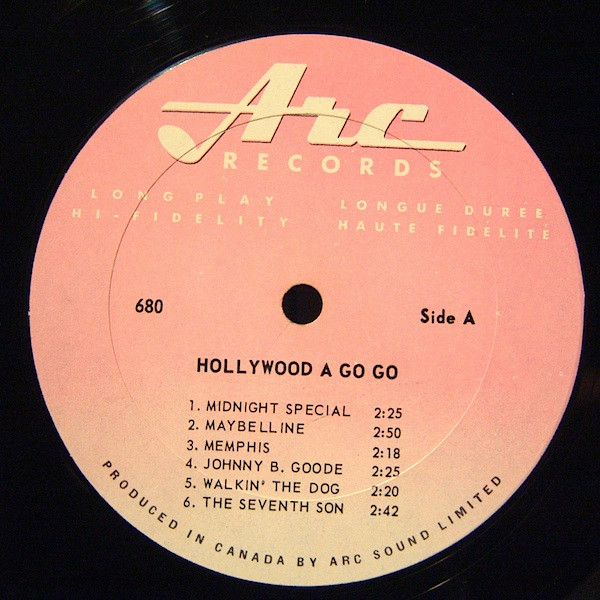 Arc
RECORDS
LONG PLAY
HI-FIDELITY
LONGUE DUREE
HAUTE FIDELITE
680
Side A
HOLLYWOOD A GO GO
1. MIDNIGHT SPECIAL 2:25
2. MAYBELLINE 2:50
3. MEMPHIS 2:18
4. JOHNNY B. GOODE 2:25
5. WALKIN' THE DOG 2:20
6. THE SEVENTH SON 2:42
PRODUCED IN CANADA BY ARC SOUND LIMITED